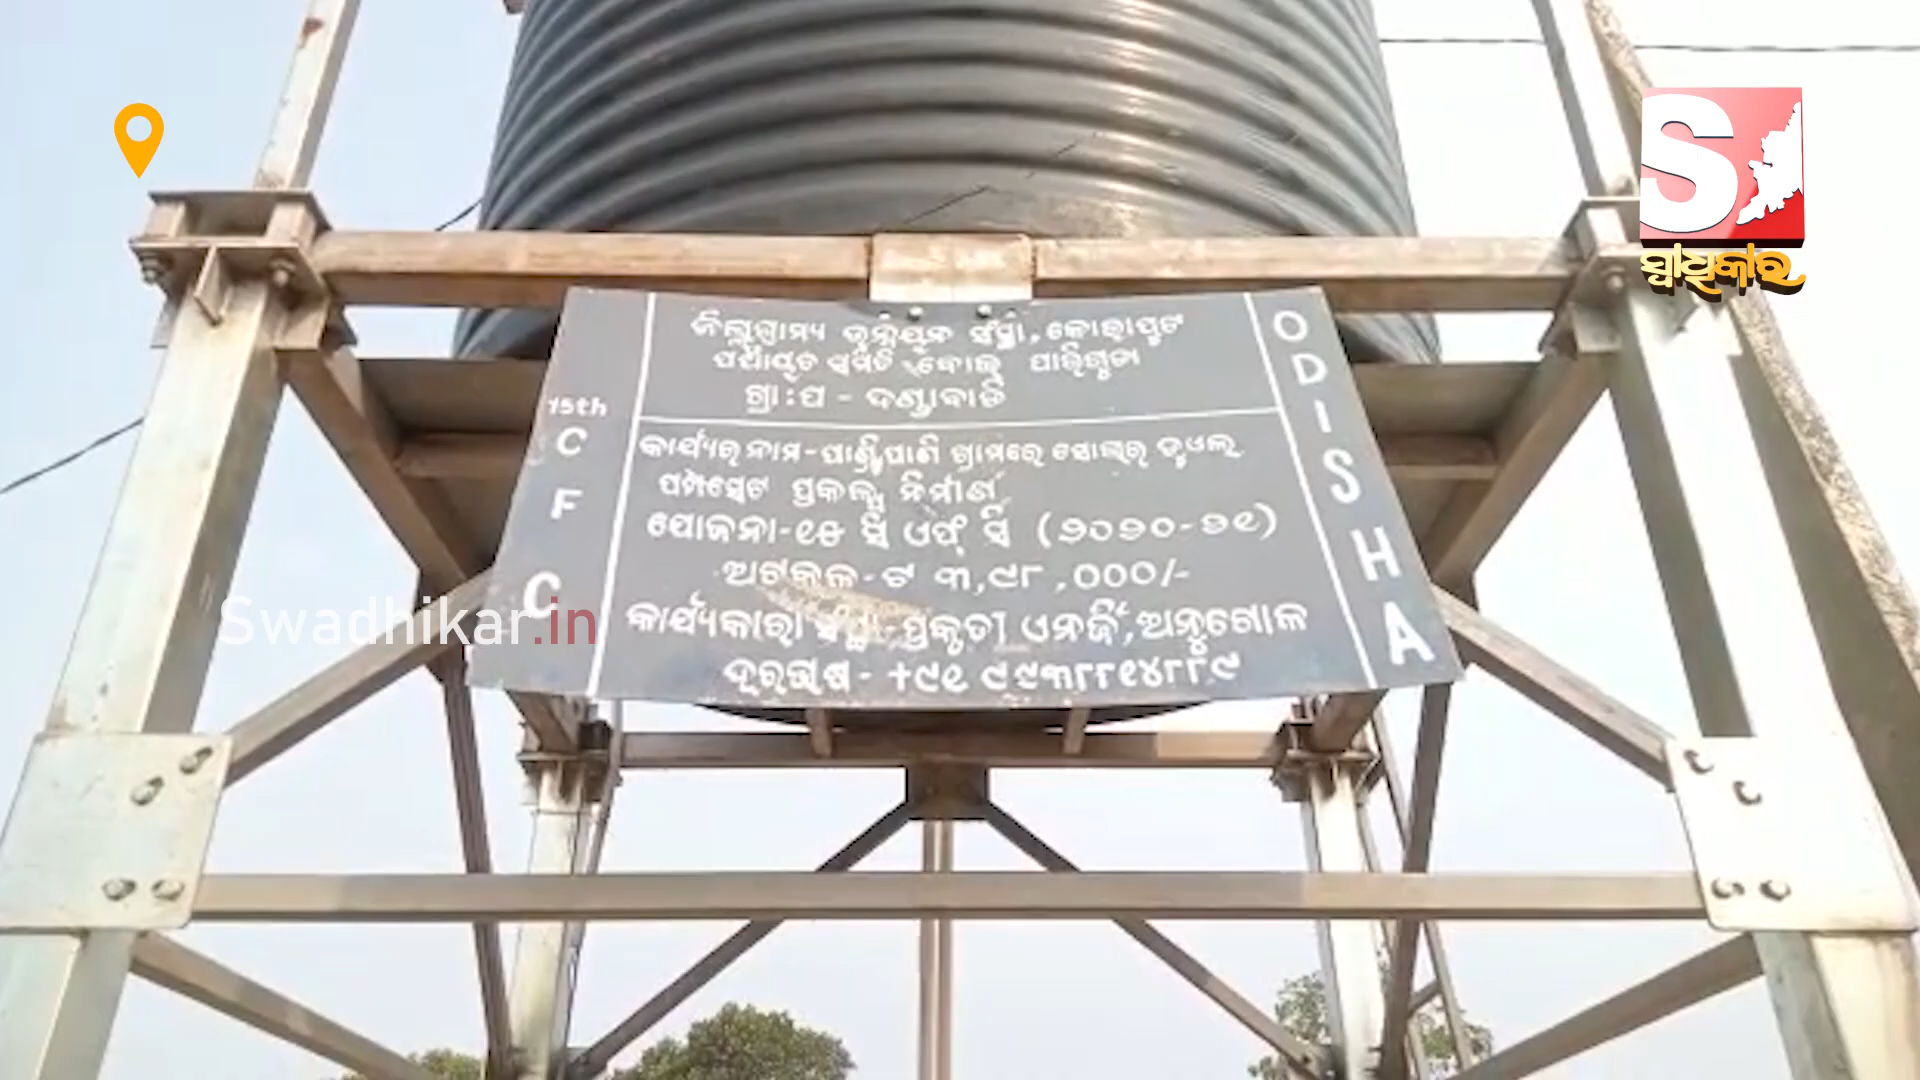 ସ୍ୱାଧିକାର
ଜିଲ୍ଲାଗ୍ରାମ୍ୟ ଉନ୍ନୟନ ସଂସ୍ଥା, କୋରାପୁଟ
ପଞ୍ଚାୟତ ସମିତି
ଗ୍ରା : ପ - ଦଣ୍ଡାବାଡି
15th
C
F
C
କାର୍ଯ୍ୟର ନାମ - ପାଣ୍ଡ୍ରିପାଣି ଗ୍ରାମରେ ସୋଲାର ଡୁଏଲ
ପମ୍ପସେଟ ପ୍ରକଳ୍ପ ନିର୍ମାଣ
ଯୋଜନା - ୧୫ ସି ଏଫ୍ ସି (୨୦୨୦-୨୧)
ଅଟକଳ - ଟ ୩,୯୮,୦୦୦/-
କାର୍ଯ୍ୟକାରୀ ସଂସ୍ଥା - ପ୍ରକୃତୀ ଏନର୍ଜି, ଅନୁଗୋଳ
ଦୂରଭାଷ - +୯୧ ୯୯୩୮୮୧୪୮୮୯
ODISHA
Swadhikar.in